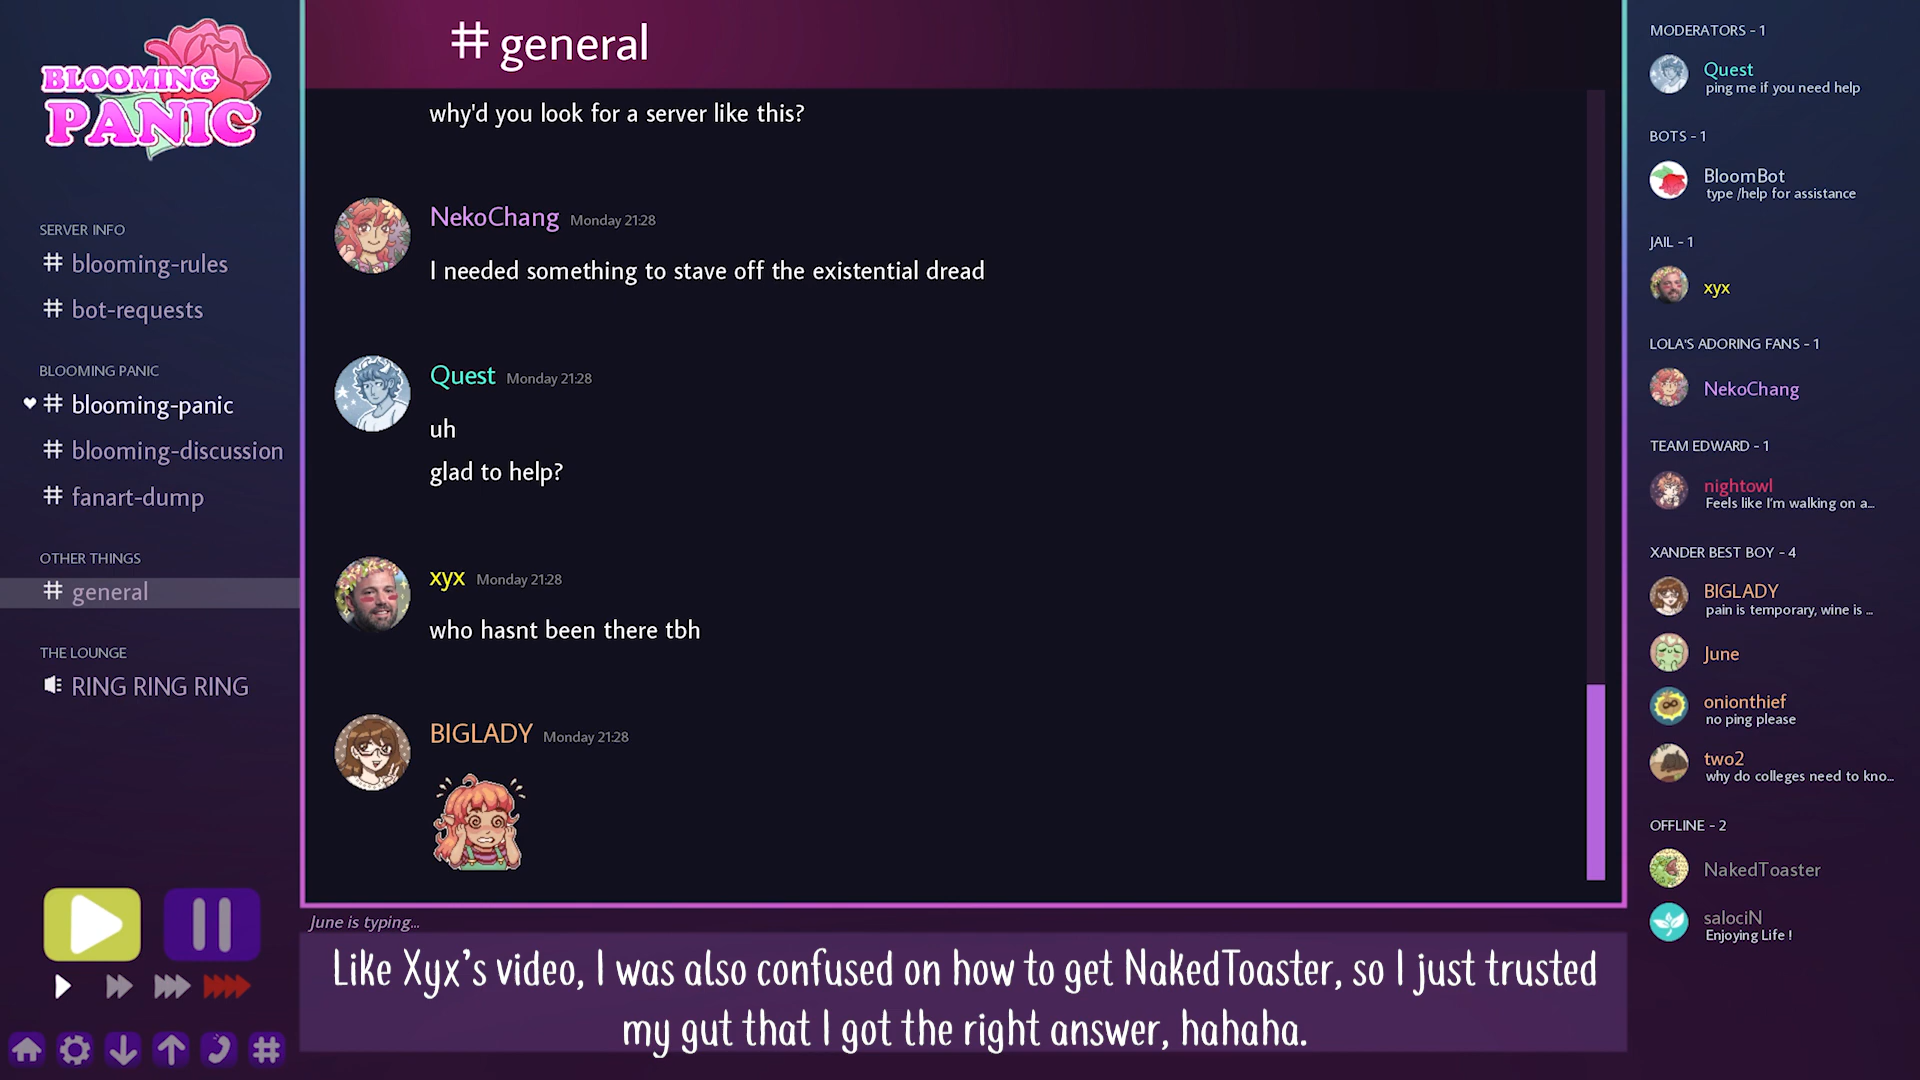 BLOOMING
PANIC
SERVER INFO
# blooming-rules
# bot-requests
BLOOMING PANIC
# blooming-panic
# blooming-discussion
# fanart-dump
OTHER THINGS
# general
THE LOUNGE
RING RING RING
# general
why'd you look for a server like this?
NekoChang Monday 21:28
I needed something to stave off the existential dread
Quest Monday 21:28
uh
glad to help?
xyx Monday 21:28
who hasnt been there tbh
BIGLADY Monday 21:28
June is typing...
Like Xyx's video, I was also confused on how to get NakedToaster, so I just trusted
my gut that I got the right answer, hahaha.
MODERATORS - 1
Quest
ping me if you need help
BOTS - 1
BloomBot
type /help for assistance
JAIL - 1
xyx
LOLA'S ADORING FANS - 1
NekoChang
TEAM EDWARD - 1
nightowl
Feels like I'm walking on a...
XANDER BEST BOY - 4
BIGLADY
pain is temporary, wine is ...
June
onionthief
no ping please
two2
why do colleges need to kno...
OFFLINE - 2
NakedToaster
salociN
Enjoying Life !